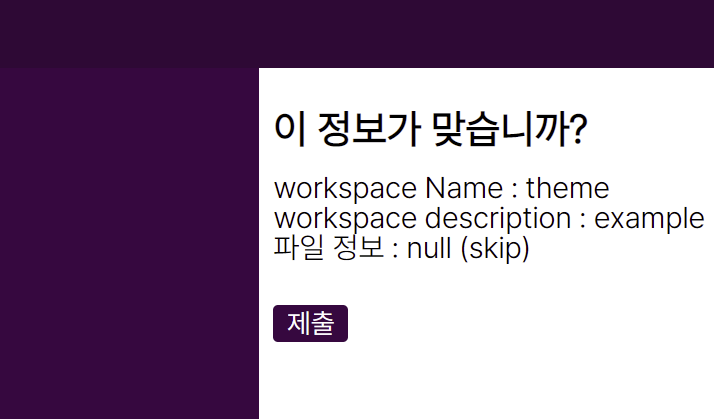 이 정보가 맞습니까?
workspace Name : theme
workspace description : example
파일 정보 : null (skip)
제출